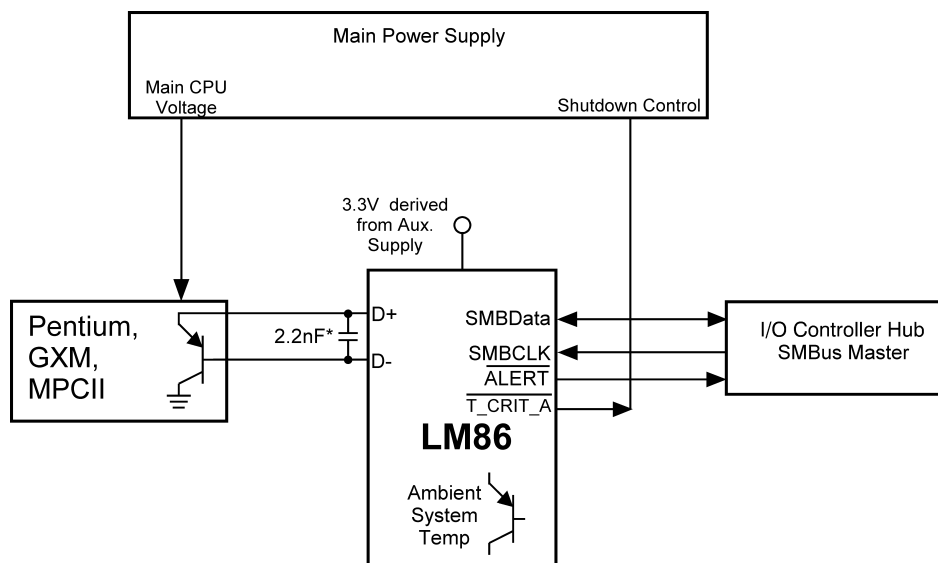 Main Power Supply
Main CPU
Voltage
Shutdown Control
3.3V derived
from Aux.
Supply
Pentium,
GXM,
MPCII
2.2nF*
D+
D-
SMBData
SMBCLK
ALERT
T_CRIT_A
LM86
Ambient
System
Temp
I/O Controller Hub
SMBus Master